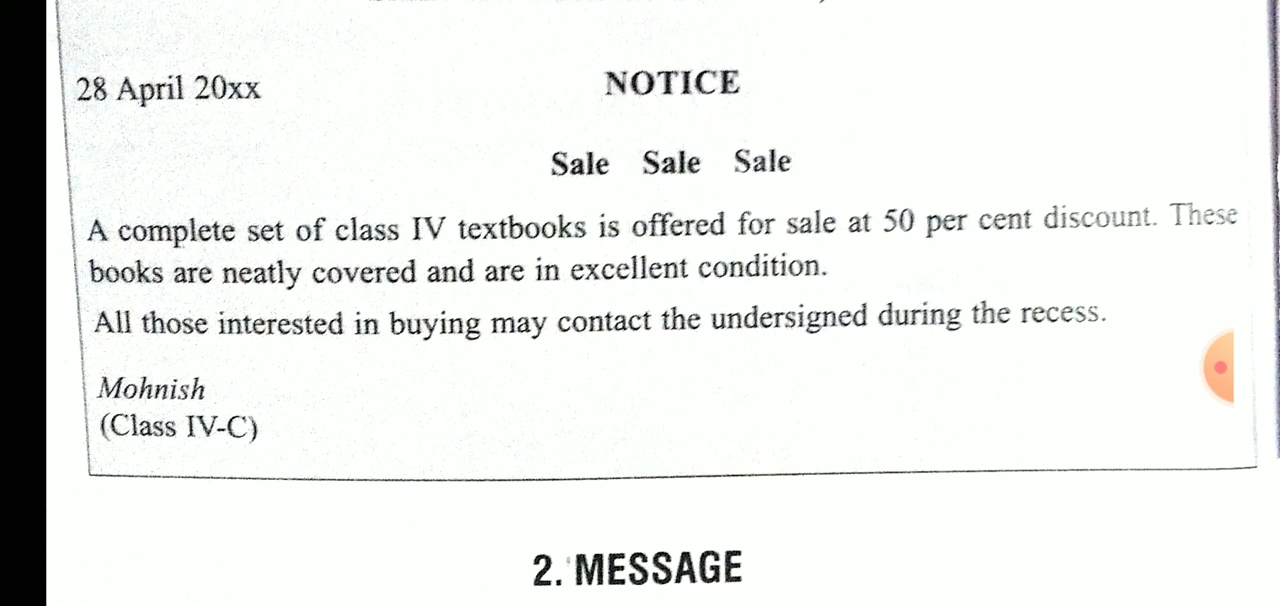 28 April 20xx
NOTICE
Sale Sale Sale
A complete set of class IV textbooks is offered for sale at 50 per cent discount. These
books are neatly covered and are in excellent condition.
All those interested in buying may contact the undersigned during the recess.
Mohnish
(Class IV-C)
2. MESSAGE